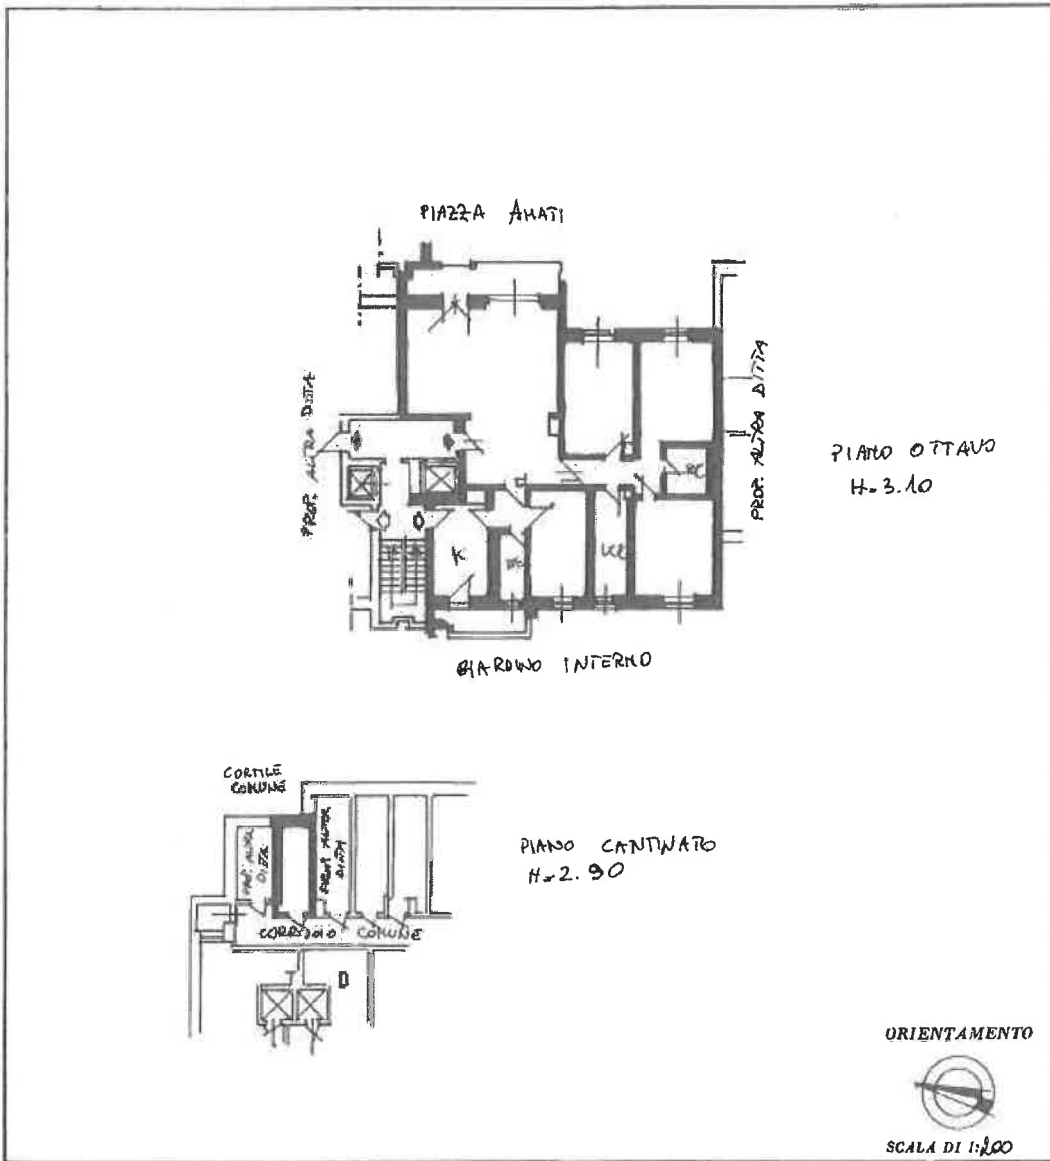 PIAZZA AMATI
PROP. ALTRA DITTA
PROP. ALTRA DITTA
PIANO OTTAVO
H=3.10
RC
K
WC
GIARDINO INTERNO
CORTILE
COMUNE
PROP. ALTRA
DITTA
PROP. ALTRA
DITTA
PIANO CANTINATO
H=2.90
CORRIDOIO COMUNE
ORIENTAMENTO
SCALA DI 1:200